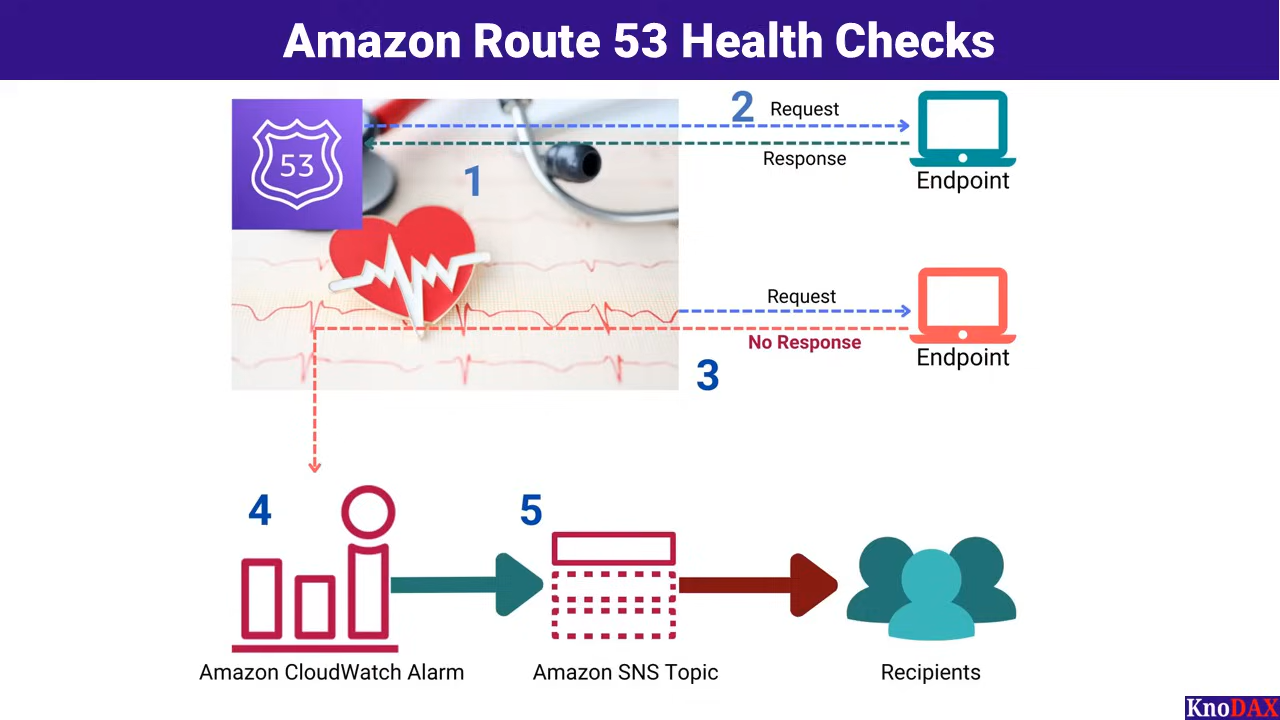 Amazon Route 53 Health Checks
53
1
2
Request
Response
Endpoint
Request
No Response
Endpoint
3
4
5
Amazon CloudWatch Alarm
Amazon SNS Topic
Recipients
KnoDAX